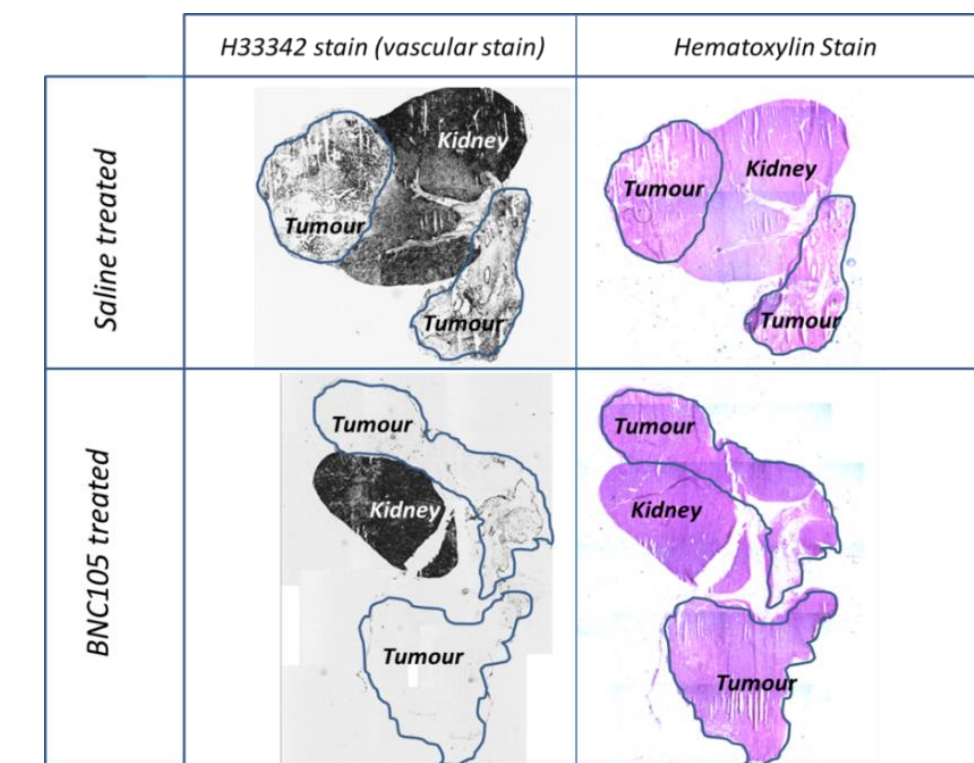 H33342 stain (vascular stain)
Hematoxylin Stain
Saline treated
Kidney
Tumour
Tumour
Kidney
Tumour
Tumour
BNC105 treated
Tumour
Kidney
Tumour
Tumour
Kidney
Tumour